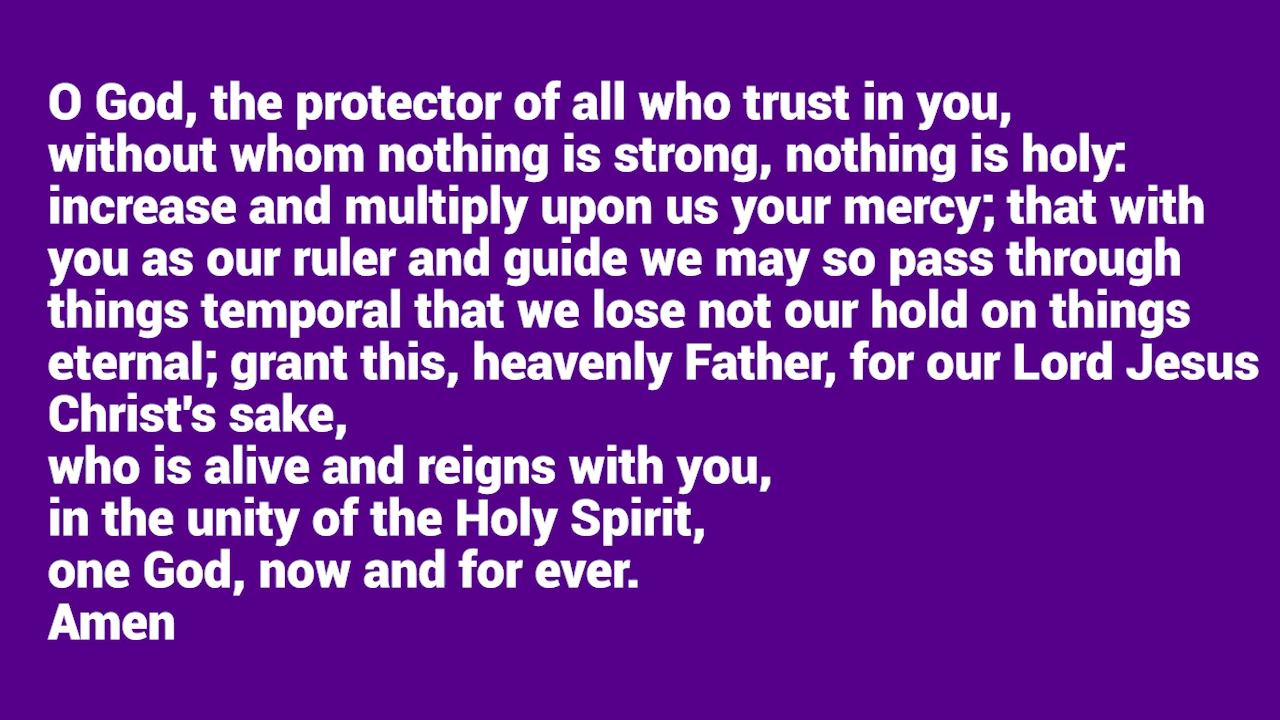 O God, the protector of all who trust in you,
without whom nothing is strong, nothing is holy:
increase and multiply upon us your mercy; that with
you as our ruler and guide we may so pass through
things temporal that we lose not our hold on things
eternal; grant this, heavenly Father, for our Lord Jesus
Christ's sake,
who is alive and reigns with you,
in the unity of the Holy Spirit,
one God, now and for ever.
Amen